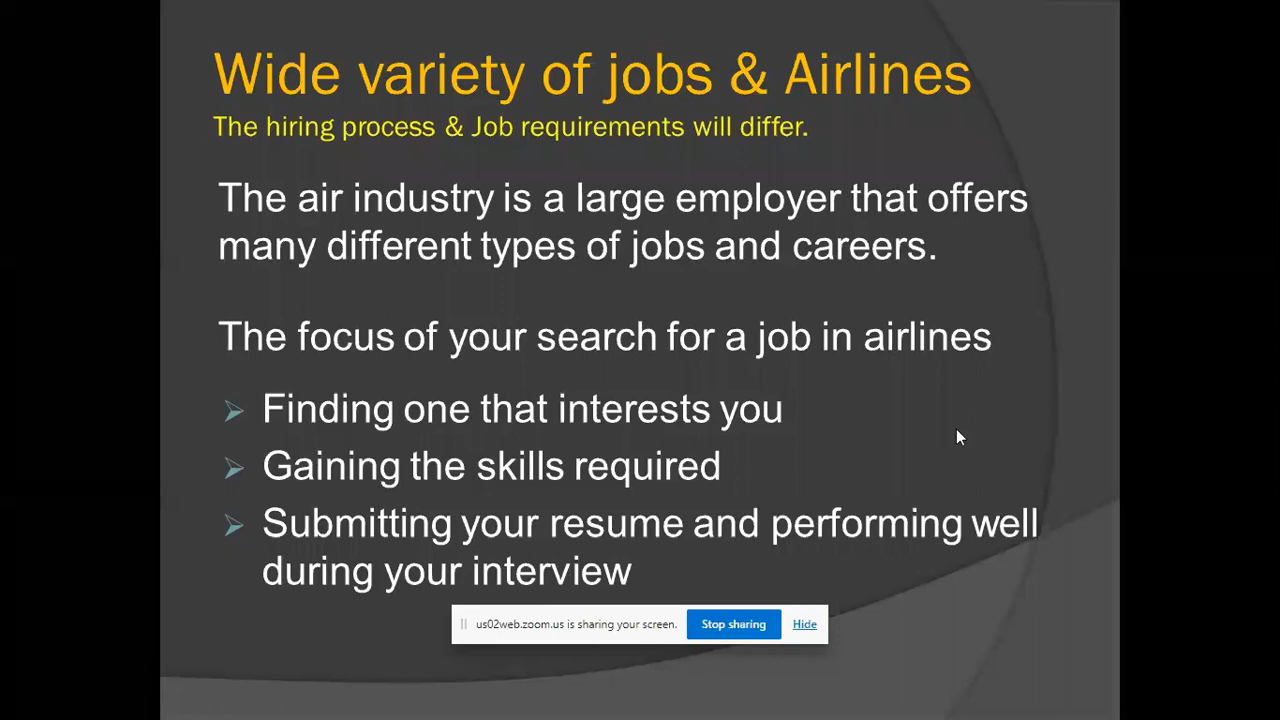 Wide variety of jobs & Airlines
The hiring process & Job requirements will differ.
The air industry is a large employer that offers
many different types of jobs and careers.
The focus of your search for a job in airlines
Finding one that interests you
Gaining the skills required
Submitting your resume and performing well
during your interview
us02web.zoom.us is sharing your screen. Stop sharing Hide